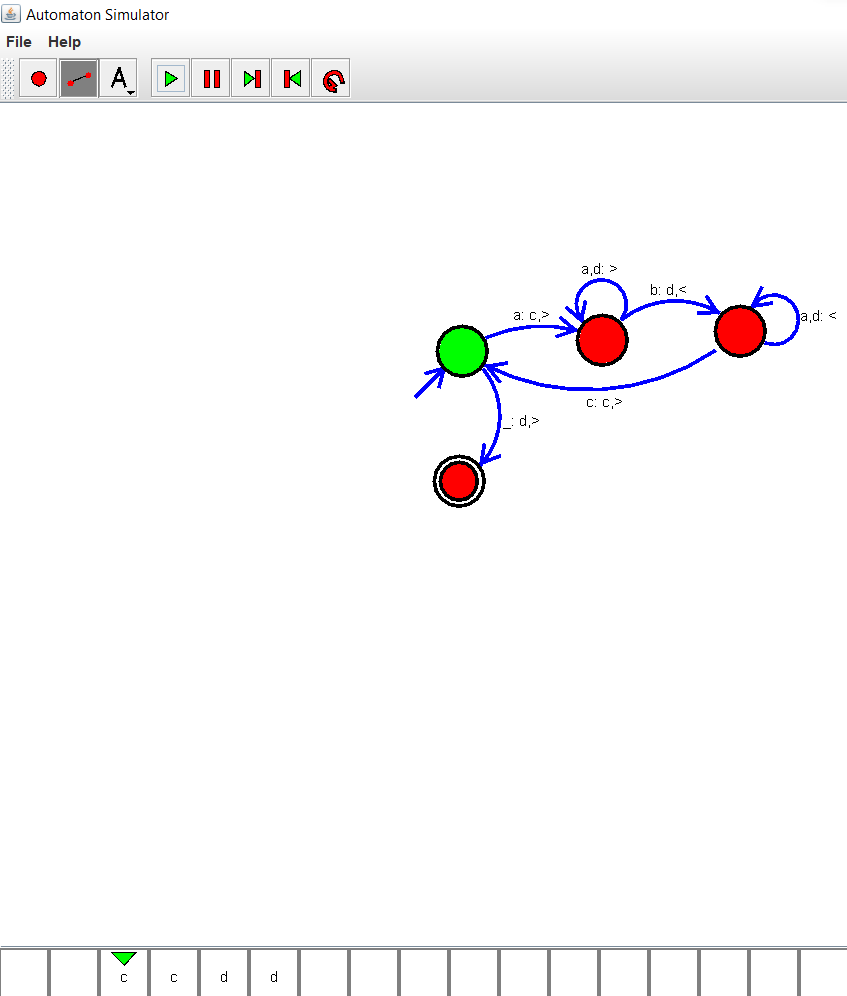 Automaton Simulator
File Help
A
a,d: >
b: d,<
a: c,>
a,d: <
c: c,>
_: d,>
c c d d